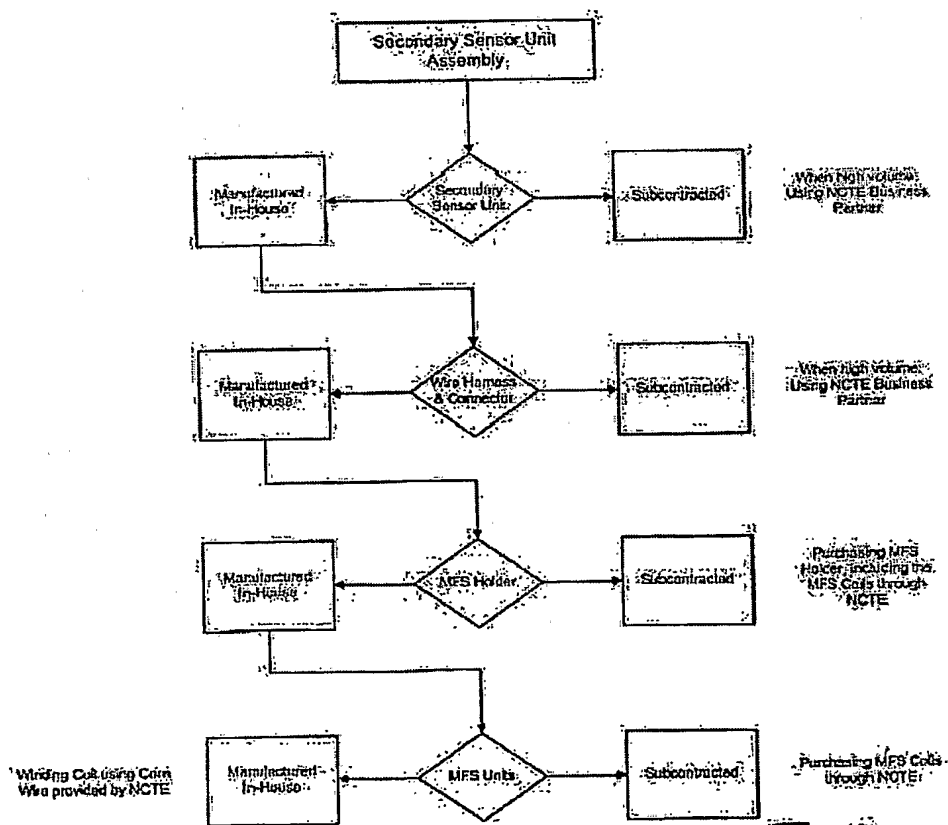 Secondary Sensor Unit
Assembly
Manufactured
In-House
Secondary
Sensor Unit
Subcontracted
When high volume
Using NCTE Business
Partner
Manufactured
In-House
Wire Harness
& Connector
Subcontracted
When high volume
Using NCTE Business
Partner
Manufactured
In-House
MFS Holder
Subcontracted
Purchasing MFS
Holder, including the
MFS Coils through
NCTE
Winding Coil using
Wire provided by NCTE
Manufactured
In-House
MFS Units
Subcontracted
Purchasing MFS Coils
through NCTE